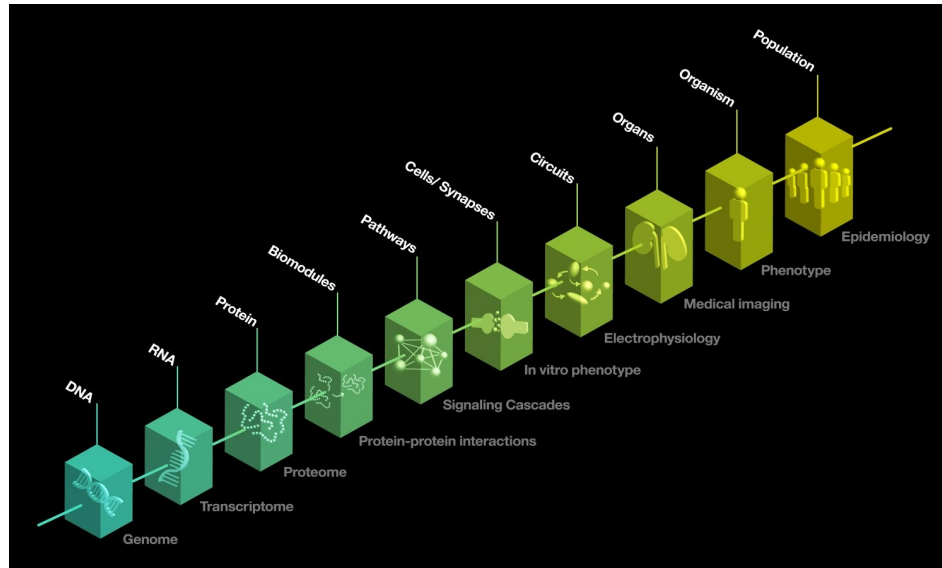 DNA
Genome
RNA
Transcriptome
Protein
Proteome
Biomodules
Protein-protein interactions
Pathways
Signaling Cascades
Cells/ Synapses
In vitro phenotype
Circuits
Electrophysiology
Organs
Medical imaging
Organism
Phenotype
Population
Epidemiology